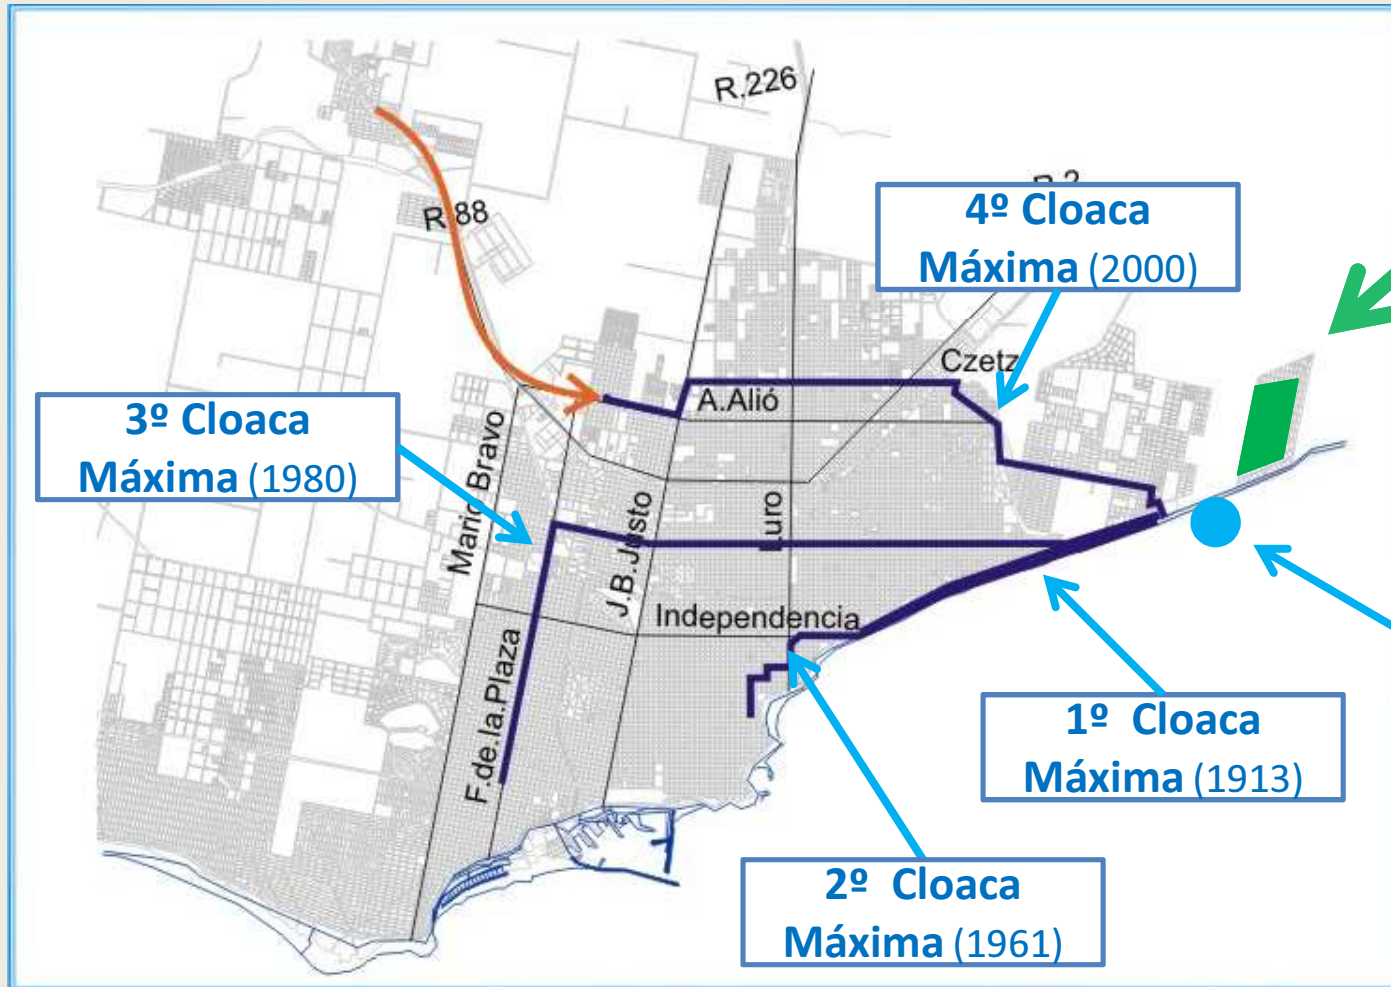 R.226
R.2
4º Cloaca
Máxima (2000)
R.88
Czetz
A.Alió
3º Cloaca
Máxima (1980)
Mario Bravo
J.B.Justo
Luro
Independencia
F.de.la.Plaza
1º Cloaca
Máxima (1913)
2º Cloaca
Máxima (1961)